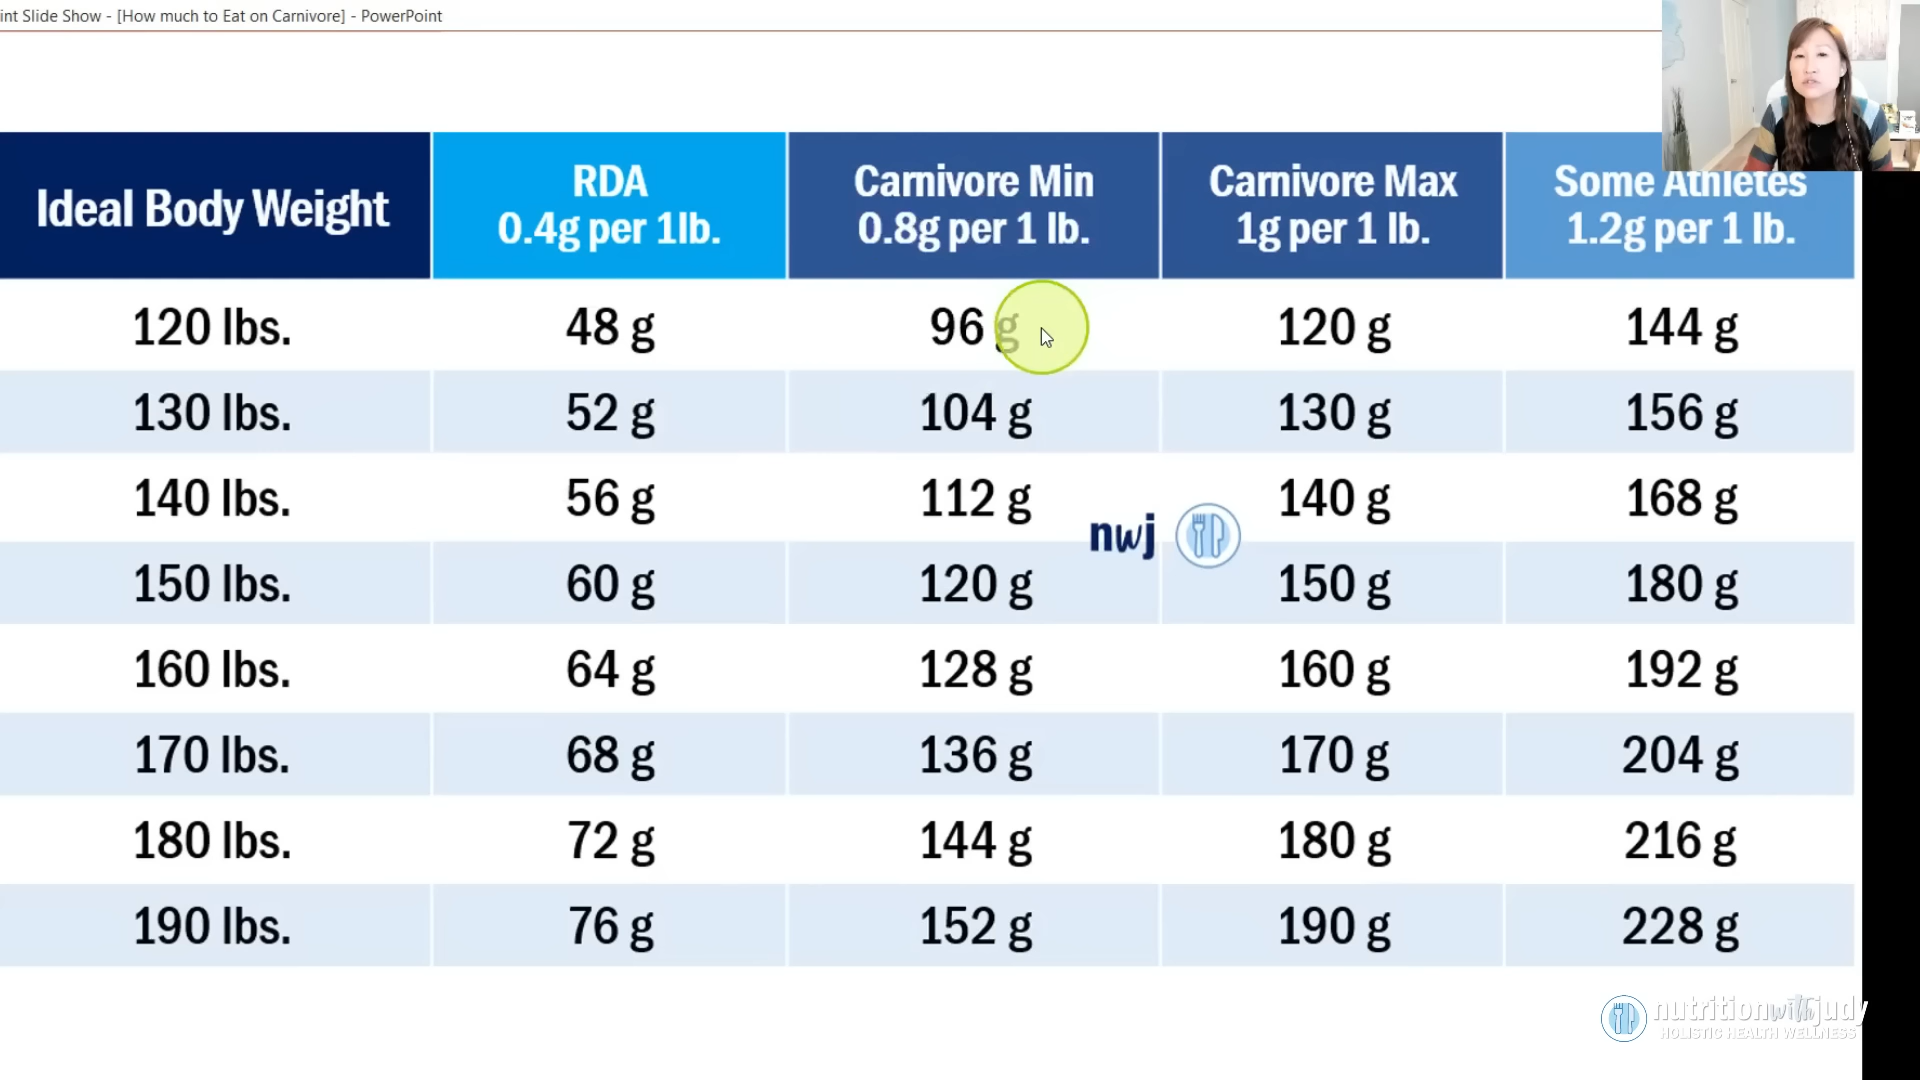 int Slide Show - [How much to Eat on Carnivore] - PowerPoint
Ideal Body Weight
RDA
0.4g per 1lb.
Carnivore Min
0.8g per 1 lb.
Carnivore Max
1g per 1 lb.
Some Athletes
1.2g per 1 lb.
120 lbs. 48 g 96 g 120 g 144 g
130 lbs. 52 g 104 g 130 g 156 g
140 lbs. 56 g 112 g 140 g 168 g
nwj
150 lbs. 60 g 120 g 150 g 180 g
160 lbs. 64 g 128 g 160 g 192 g
170 lbs. 68 g 136 g 170 g 204 g
180 lbs. 72 g 144 g 180 g 216 g
190 lbs. 76 g 152 g 190 g 228 g
nutritionwithjudy
HOLISTIC HEALTH WELLNESS